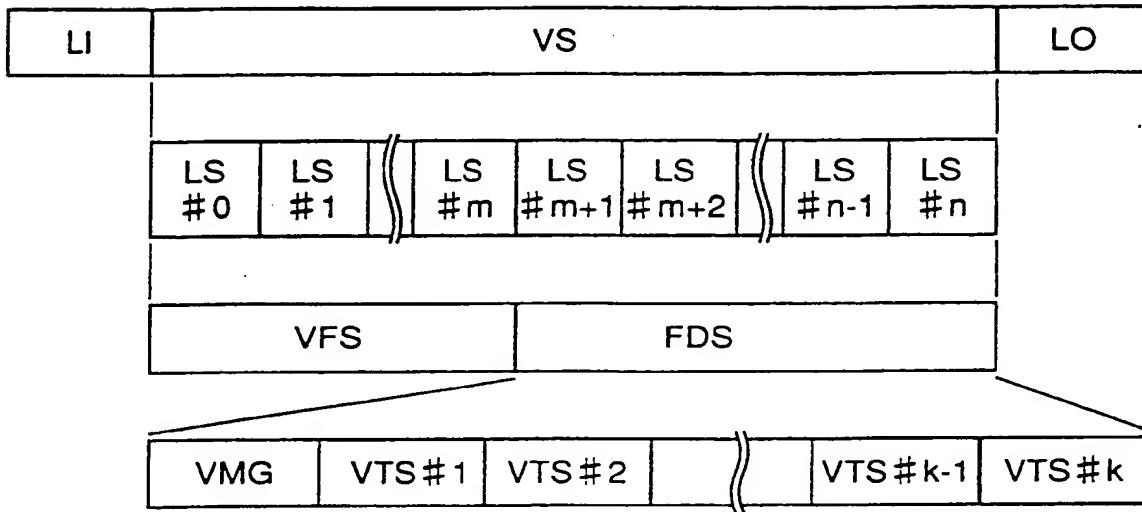 LI VS LO
LS LS LS LS LS LS LS
#0 #1 #m #m+1 #m+2 #n-1 #n
VFS FDS
VMG VTS#1 VTS#2 VTS#k-1 VTS#k